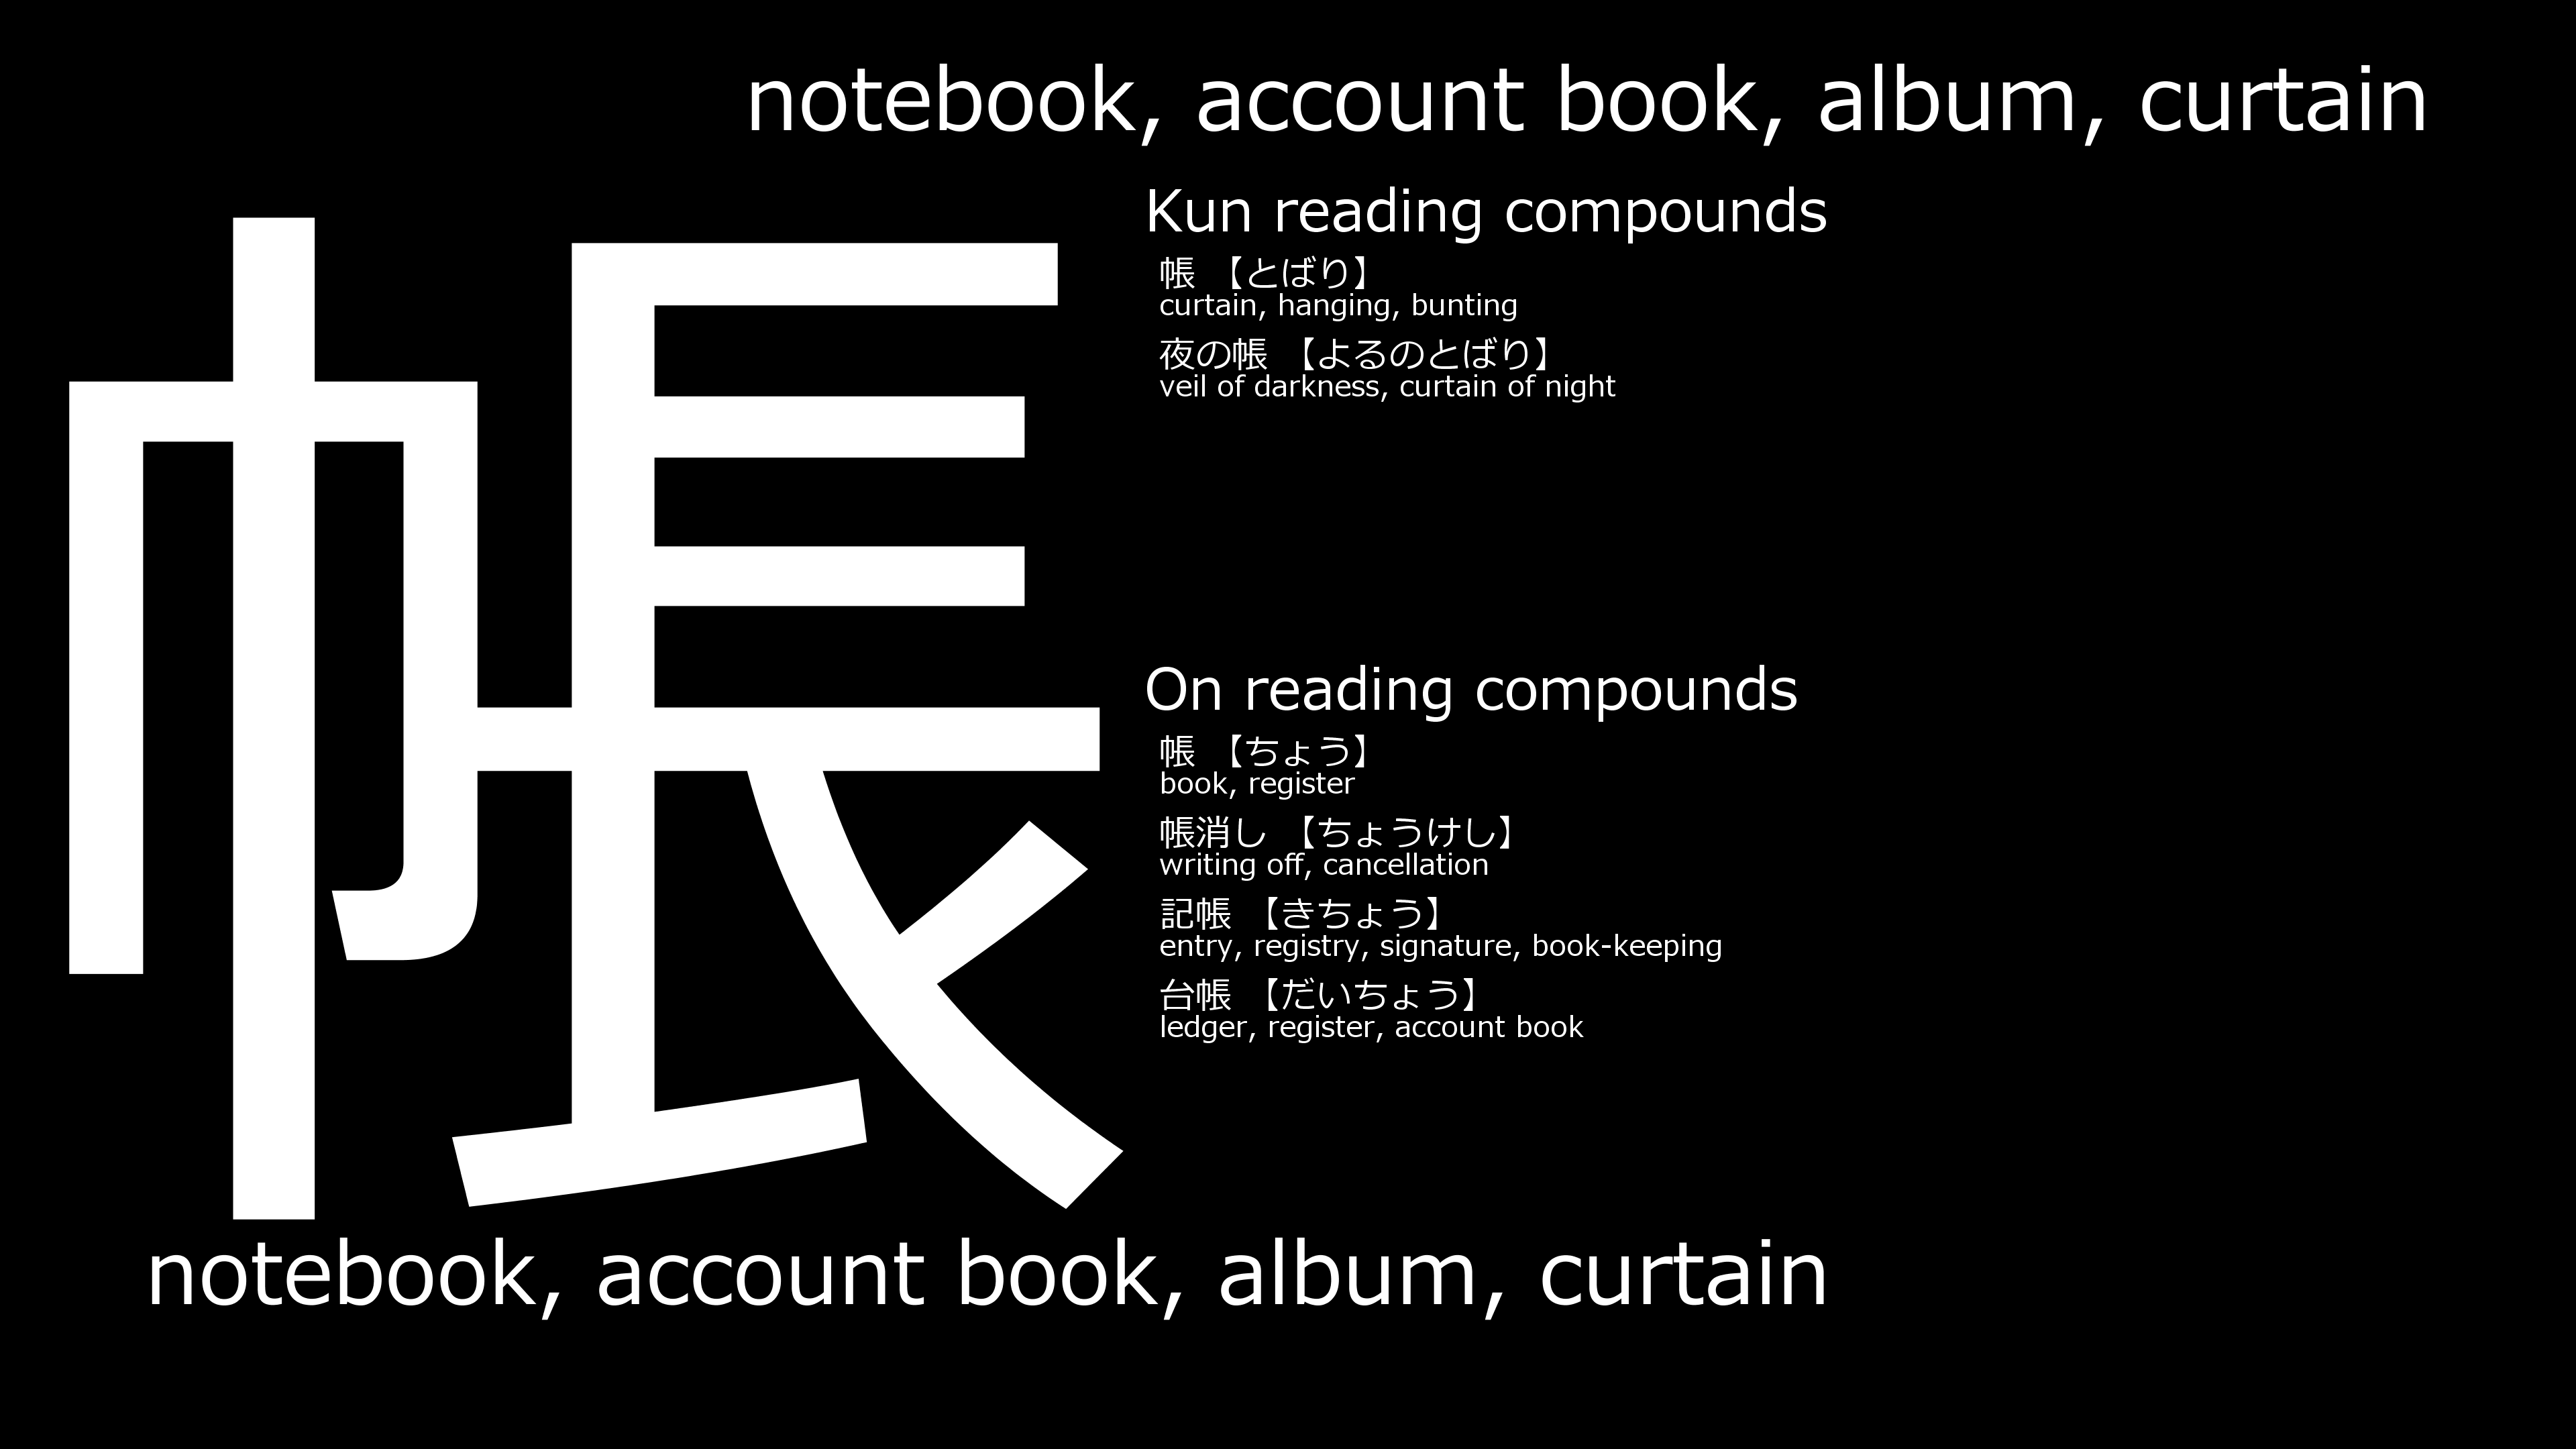 notebook, account book, album, curtain
帳
Kun reading compounds
帳 【とばり】
curtain, hanging, bunting
夜の帳 【よるのとばり】
veil of darkness, curtain of night
On reading compounds
帳 【ちょう】
book, register
帳消し 【ちょうけし】
writing off, cancellation
記帳 【きちょう】
entry, registry, signature, book-keeping
台帳 【だいちょう】
ledger, register, account book
notebook, account book, album, curtain